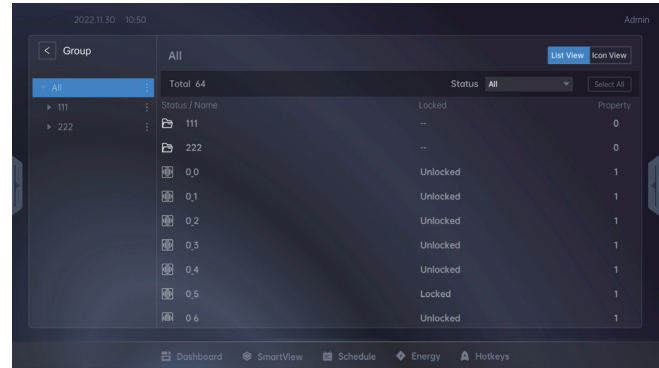 2022.11.30 10:50 Admin
< Group
All
List View Icon View
All
111
222
Total 64 Status All Select All
Status / Name Locked Property
111 -- 0
222 -- 0
0_0 Unlocked 1
0_1 Unlocked 1
0_2 Unlocked 1
0_3 Unlocked 1
0_4 Unlocked 1
0_5 Locked 1
0 6 Unlocked 1
Dashboard SmartView Schedule Energy Hotkeys